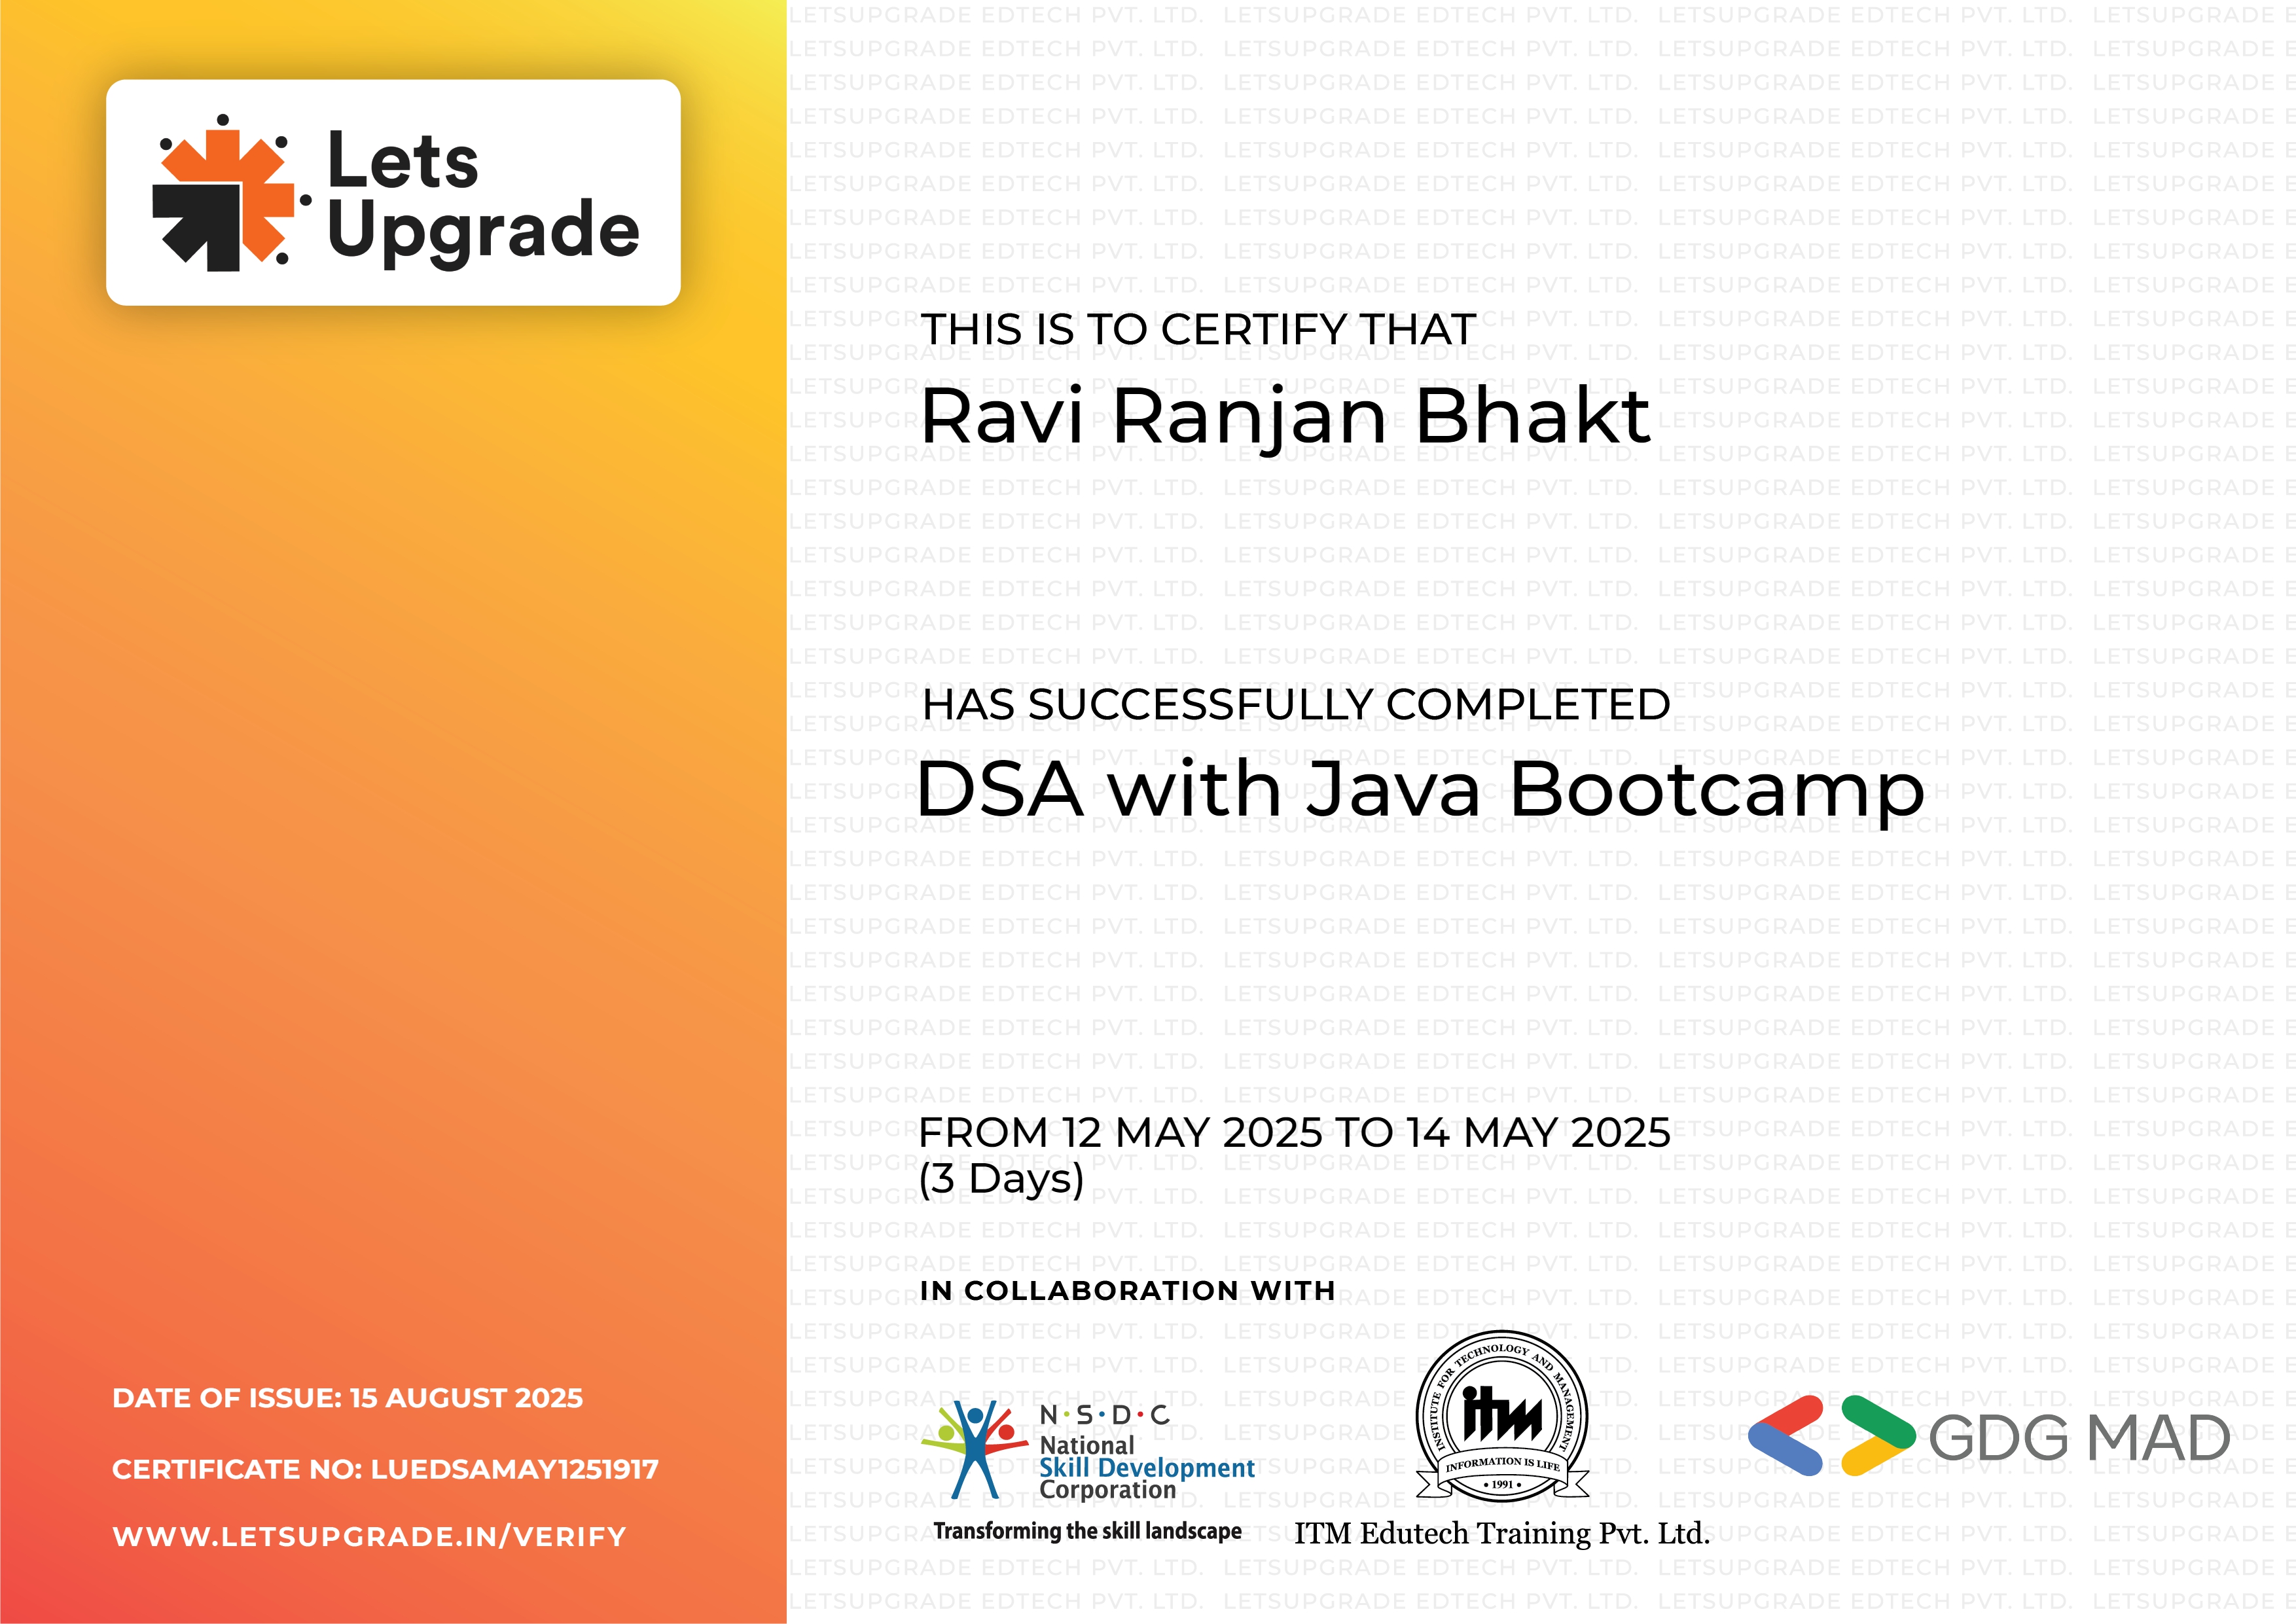 Lets
Upgrade
THIS IS TO CERTIFY THAT
Ravi Ranjan Bhakt
HAS SUCCESSFULLY COMPLETED
DSA with Java Bootcamp
FROM 12 MAY 2025 TO 14 MAY 2025
(3 Days)
IN COLLABORATION WITH
N·S·D·C
National
Skill Development
Corporation
Transforming the skill landscape
INSTITUTE FOR TECHNOLOGY AND MANAGEMENT
itm
INFORMATION IS LIFE
• 1991 •
ITM Edutech Training Pvt. Ltd.
GDG MAD
DATE OF ISSUE: 15 AUGUST 2025
CERTIFICATE NO: LUEDSAMAY1251917
WWW.LETSUPGRADE.IN/VERIFY
LETSUPGRADE EDTECH PVT. LTD.